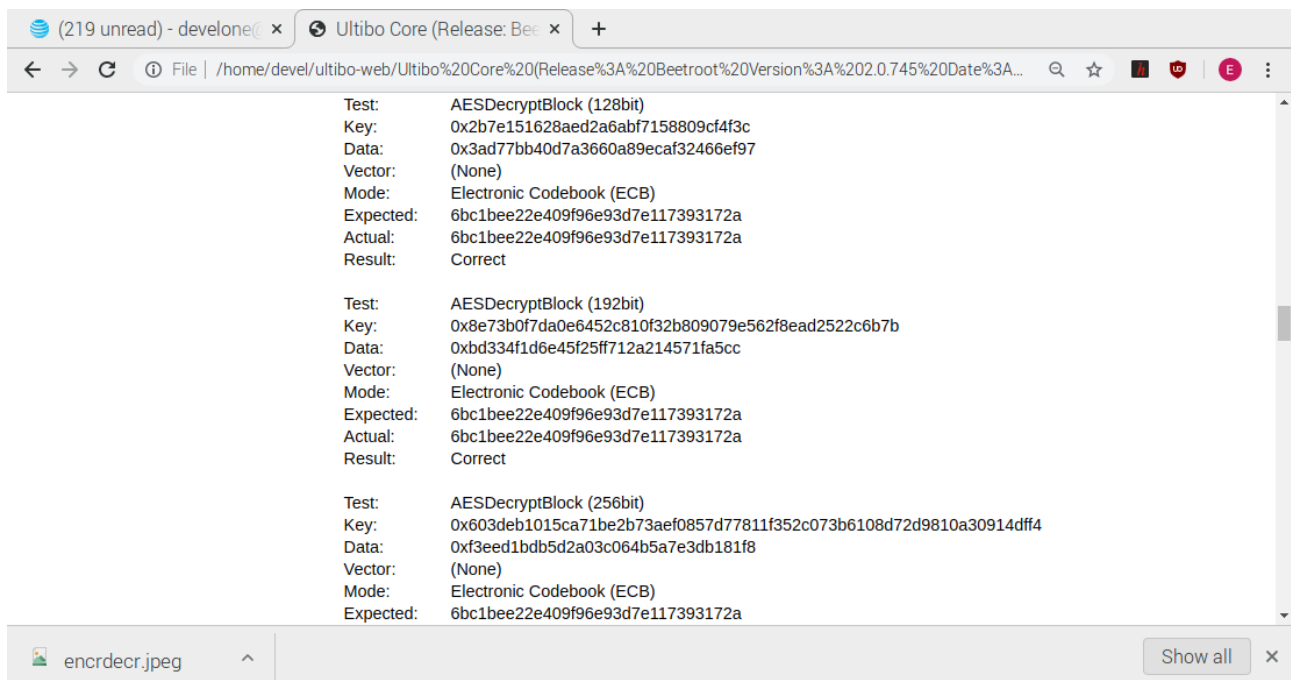 (219 unread) - develone@ × Ultibo Core (Release: Bee × +
File | /home/devel/ultibo-web/Ultibo%20Core%20(Release%3A%20Beetroot%20Version%3A%202.0.745%20Date%3A... h UD E
Test: AESDecryptBlock (128bit)
Key: 0x2b7e151628aed2a6abf7158809cf4f3c
Data: 0x3ad77bb40d7a3660a89ecaf32466ef97
Vector: (None)
Mode: Electronic Codebook (ECB)
Expected: 6bc1bee22e409f96e93d7e117393172a
Actual: 6bc1bee22e409f96e93d7e117393172a
Result: Correct
Test: AESDecryptBlock (192bit)
Key: 0x8e73b0f7da0e6452c810f32b809079e562f8ead2522c6b7b
Data: 0xbd334f1d6e45f25ff712a214571fa5cc
Vector: (None)
Mode: Electronic Codebook (ECB)
Expected: 6bc1bee22e409f96e93d7e117393172a
Actual: 6bc1bee22e409f96e93d7e117393172a
Result: Correct
Test: AESDecryptBlock (256bit)
Key: 0x603deb1015ca71be2b73aef0857d77811f352c073b6108d72d9810a30914dff4
Data: 0xf3eed1bdb5d2a03c064b5a7e3db181f8
Vector: (None)
Mode: Electronic Codebook (ECB)
Expected: 6bc1bee22e409f96e93d7e117393172a
encrdecr.jpeg Show all ×